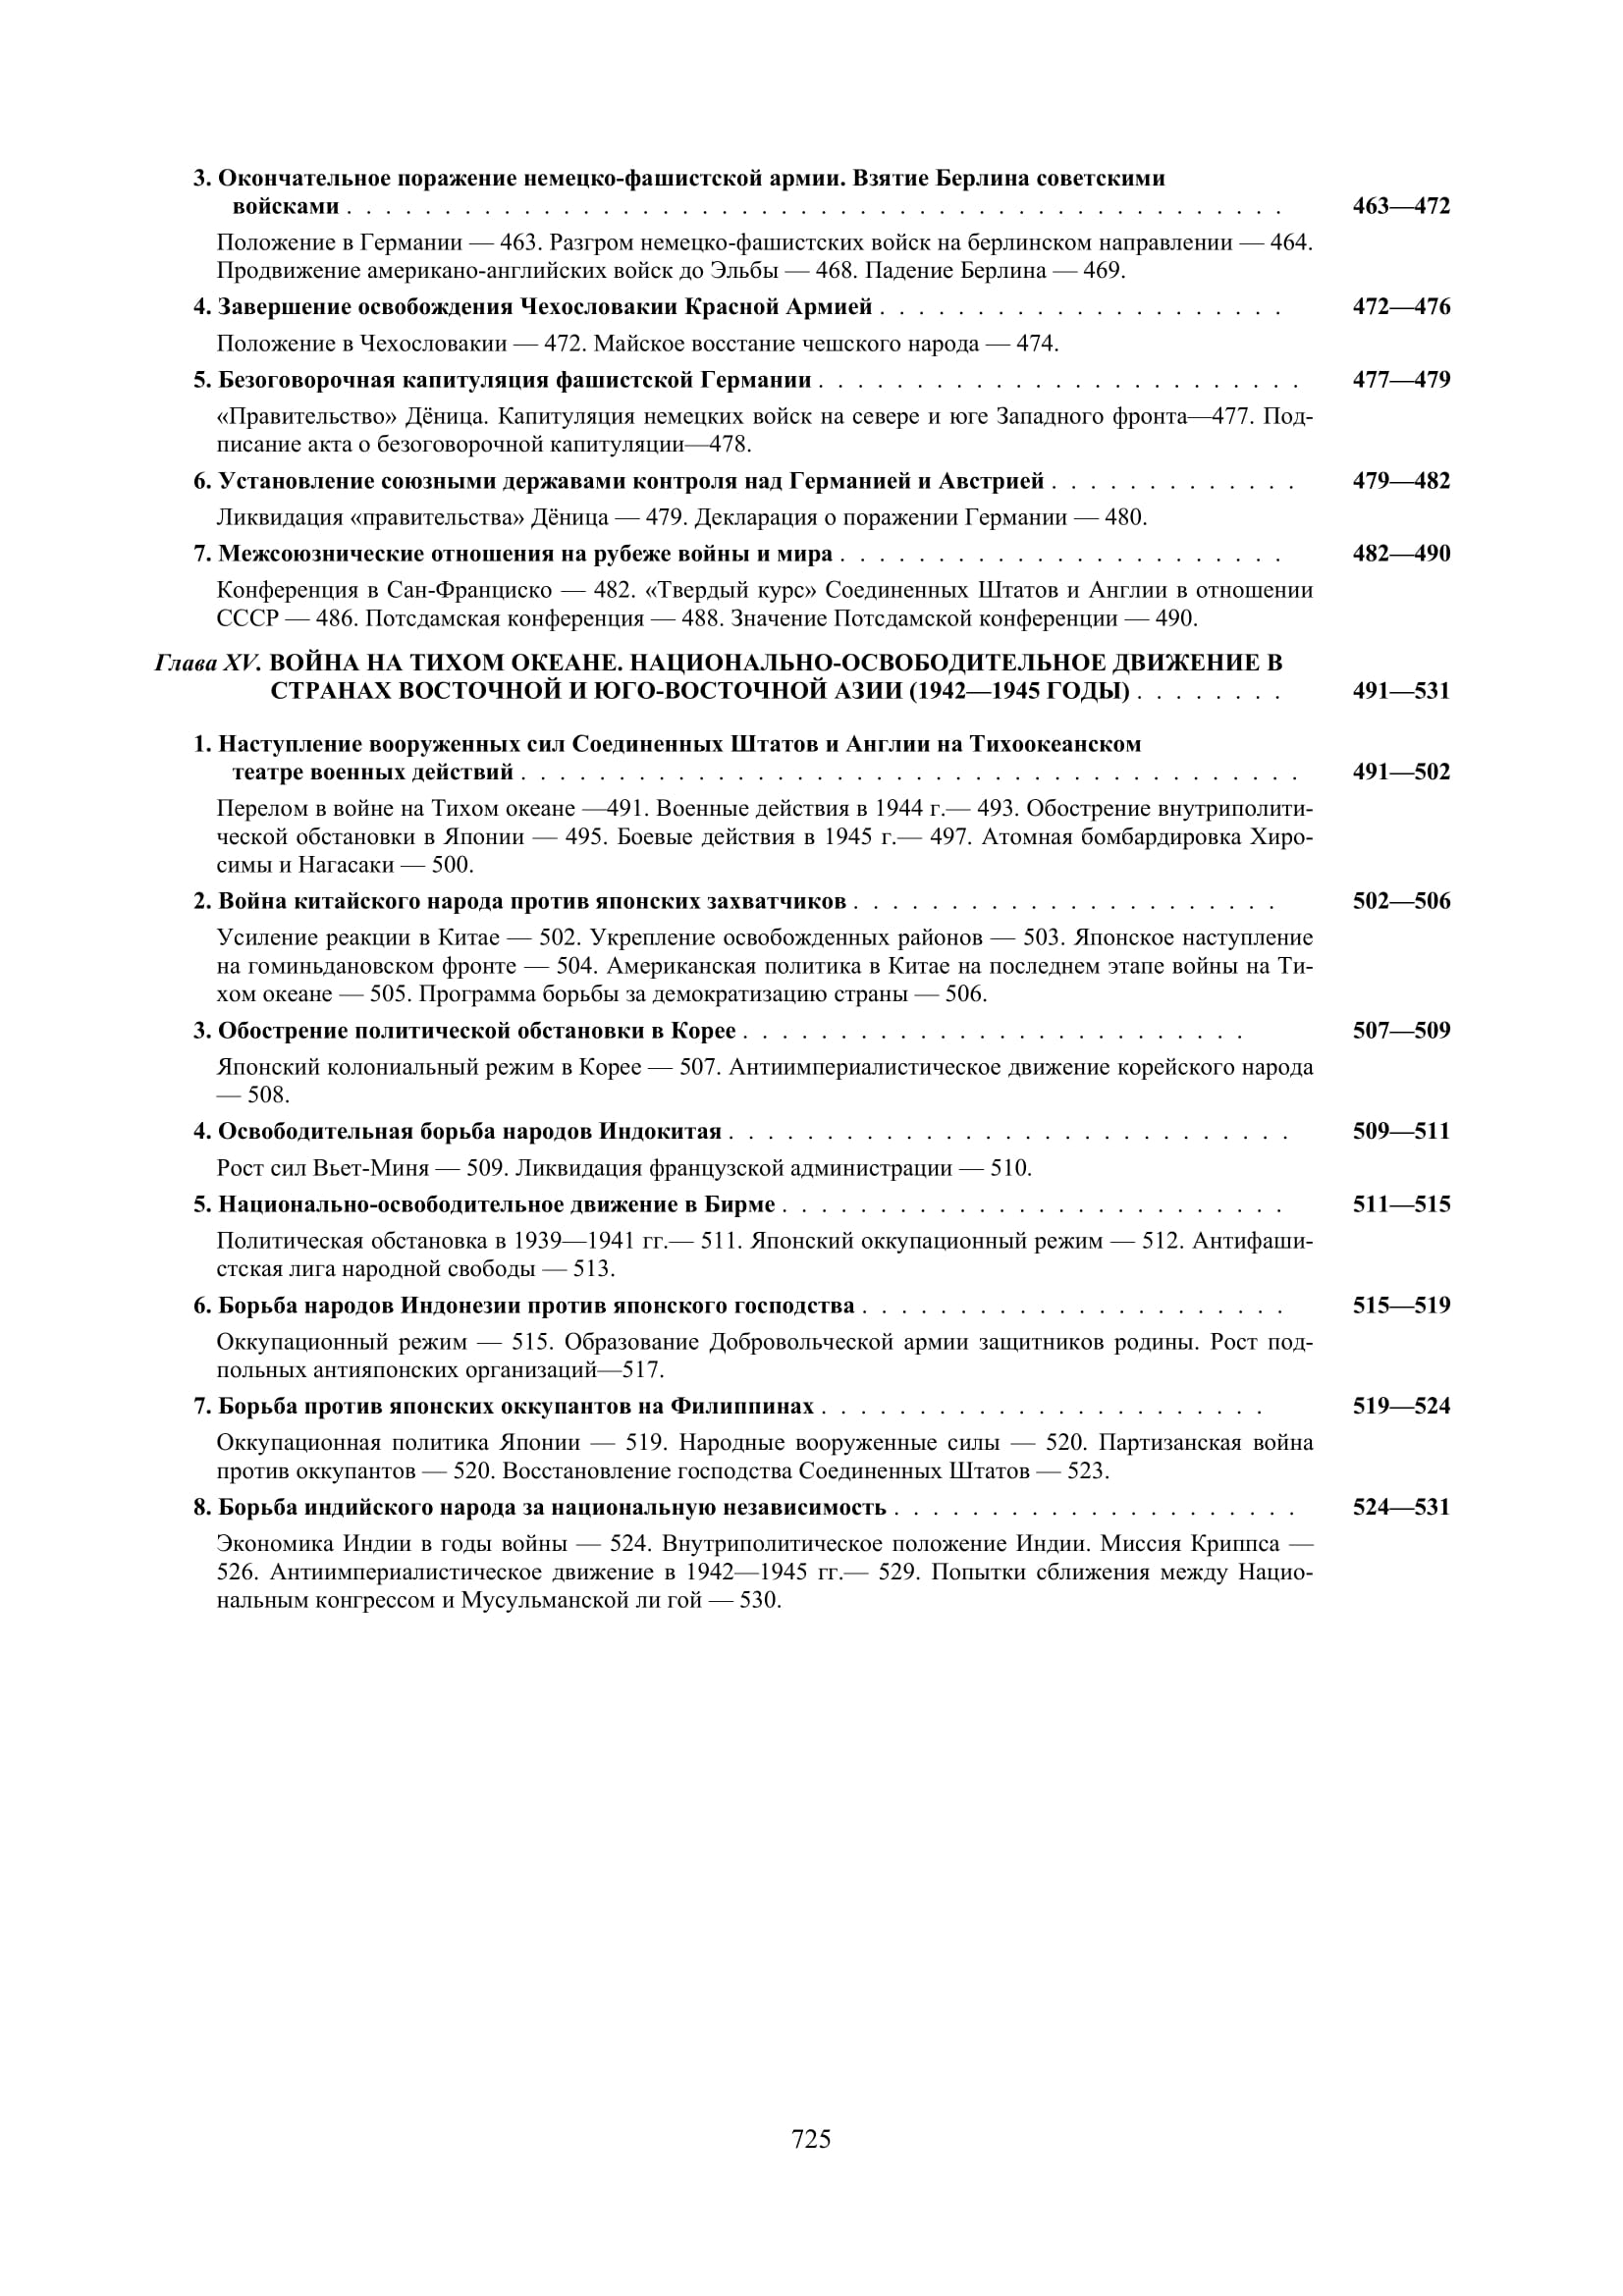 3. Окончательное поражение немецко-фашистской армии. Взятие Берлина советскими
войсками . . . . . . . . . . . . . . . . . . . . . . . . . . . . . . . . . . . . . . . . . . . . . . . . 463—472
Положение в Германии — 463. Разгром немецко-фашистских войск на берлинском направлении — 464.
Продвижение американо-английских войск до Эльбы — 468. Падение Берлина — 469.
4. Завершение освобождения Чехословакии Красной Армией . . . . . . . . . . . . . . . . . . . . . 472—476
Положение в Чехословакии — 472. Майское восстание чешского народа — 474.
5. Безоговорочная капитуляция фашистской Германии . . . . . . . . . . . . . . . . . . . . . . . . . 477—479
«Правительство» Дёница. Капитуляция немецких войск на севере и юге Западного фронта—477. Под-
писание акта о безоговорочной капитуляции—478.
6. Установление союзными державами контроля над Германией и Австрией . . . . . . . . . . . . . 479—482
Ликвидация «правительства» Дёница — 479. Декларация о поражении Германии — 480.
7. Межсоюзнические отношения на рубеже войны и мира . . . . . . . . . . . . . . . . . . . . . . . 482—490
Конференция в Сан-Франциско — 482. «Твердый курс» Соединенных Штатов и Англии в отношении
СССР — 486. Потсдамская конференция — 488. Значение Потсдамской конференции — 490.
Глава XV. ВОЙНА НА ТИХОМ ОКЕАНЕ. НАЦИОНАЛЬНО-ОСВОБОДИТЕЛЬНОЕ ДВИЖЕНИЕ В
СТРАНАХ ВОСТОЧНОЙ И ЮГО-ВОСТОЧНОЙ АЗИИ (1942—1945 ГОДЫ) . . . . . . . . 491—531
1. Наступление вооруженных сил Соединенных Штатов и Англии на Тихоокеанском
театре военных действий . . . . . . . . . . . . . . . . . . . . . . . . . . . . . . . . . . . . . . . . 491—502
Перелом в войне на Тихом океане —491. Военные действия в 1944 г.— 493. Обострение внутриполити-
ческой обстановки в Японии — 495. Боевые действия в 1945 г.— 497. Атомная бомбардировка Хиро-
симы и Нагасаки — 500.
2. Война китайского народа против японских захватчиков . . . . . . . . . . . . . . . . . . . . . . 502—506
Усиление реакции в Китае — 502. Укрепление освобожденных районов — 503. Японское наступление
на гоминьдановском фронте — 504. Американская политика в Китае на последнем этапе войны на Ти-
хом океане — 505. Программа борьбы за демократизацию страны — 506.
3. Обострение политической обстановки в Корее . . . . . . . . . . . . . . . . . . . . . . . . . . 507—509
Японский колониальный режим в Корее — 507. Антиимпериалистическое движение корейского народа
— 508.
4. Освободительная борьба народов Индокитая . . . . . . . . . . . . . . . . . . . . . . . . . . . . . 509—511
Рост сил Вьет-Миня — 509. Ликвидация французской администрации — 510.
5. Национально-освободительное движение в Бирме . . . . . . . . . . . . . . . . . . . . . . . . . . 511—515
Политическая обстановка в 1939—1941 гг.— 511. Японский оккупационный режим — 512. Антифаши-
стская лига народной свободы — 513.
6. Борьба народов Индонезии против японского господства . . . . . . . . . . . . . . . . . . . . . . 515—519
Оккупационный режим — 515. Образование Добровольческой армии защитников родины. Рост под-
польных антияпонских организаций—517.
7. Борьба против японских оккупантов на Филиппинах . . . . . . . . . . . . . . . . . . . . . . . 519—524
Оккупационная политика Японии — 519. Народные вооруженные силы — 520. Партизанская война
против оккупантов — 520. Восстановление господства Соединенных Штатов — 523.
8. Борьба индийского народа за национальную независимость . . . . . . . . . . . . . . . . . . . . . 524—531
Экономика Индии в годы войны — 524. Внутриполитическое положение Индии. Миссия Криппса —
526. Антиимпериалистическое движение в 1942—1945 гг.— 529. Попытки сближения между Нацио-
нальным конгрессом и Мусульманской ли гой — 530.
725